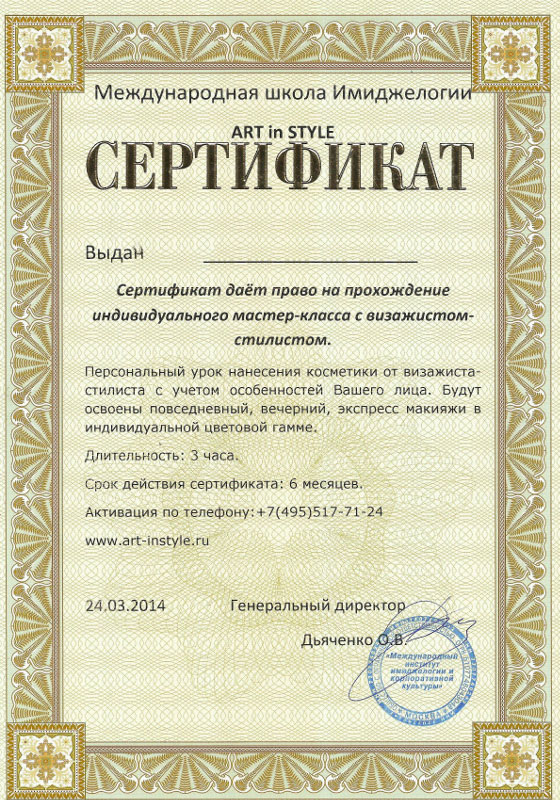 Международная школа Имиджелогии
ART in STYLE
СЕРТИФИКАТ
Выдан ____________________
Сертификат даёт право на прохождение
индивидуального мастер-класса с визажистом-
стилистом.
Персональный урок нанесения косметики от визажиста-
стилиста с учетом особенностей Вашего лица. Будут
освоены повседневный, вечерний, экспресс макияжи в
индивидуальной цветовой гамме.
Длительность: 3 часа.
Срок действия сертификата: 6 месяцев.
Активация по телефону:+7(495)517-71-24
www.art-instyle.ru
24.03.2014 Генеральный директор
Дьяченко О.В.
«Международный
институт
имиджелогии и
корпоративной
культуры»
МОСКВА